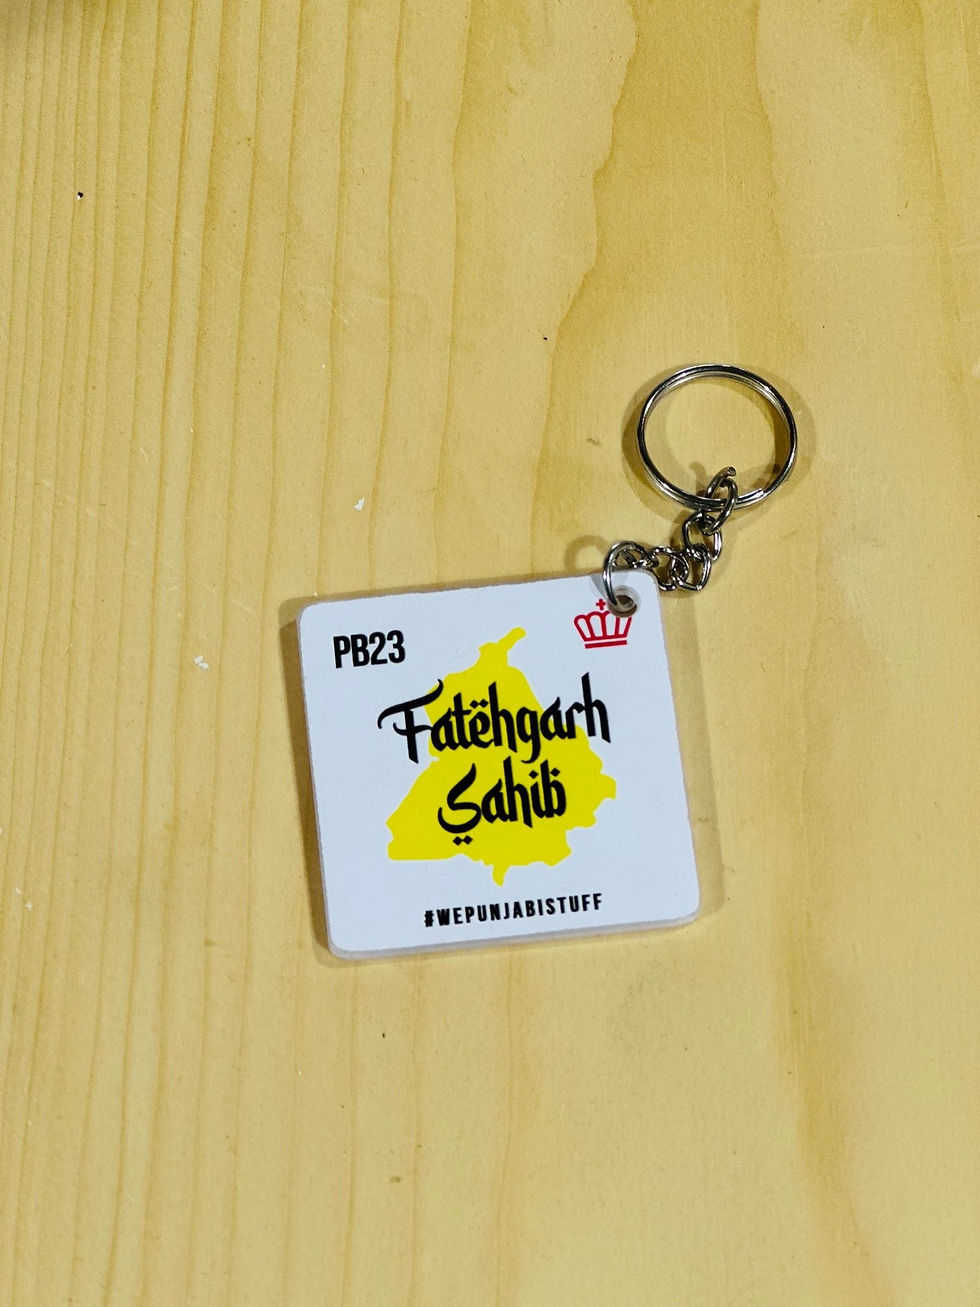 PB23
Fatëhgarh
Sahib
#WEPUNJABISTUFF